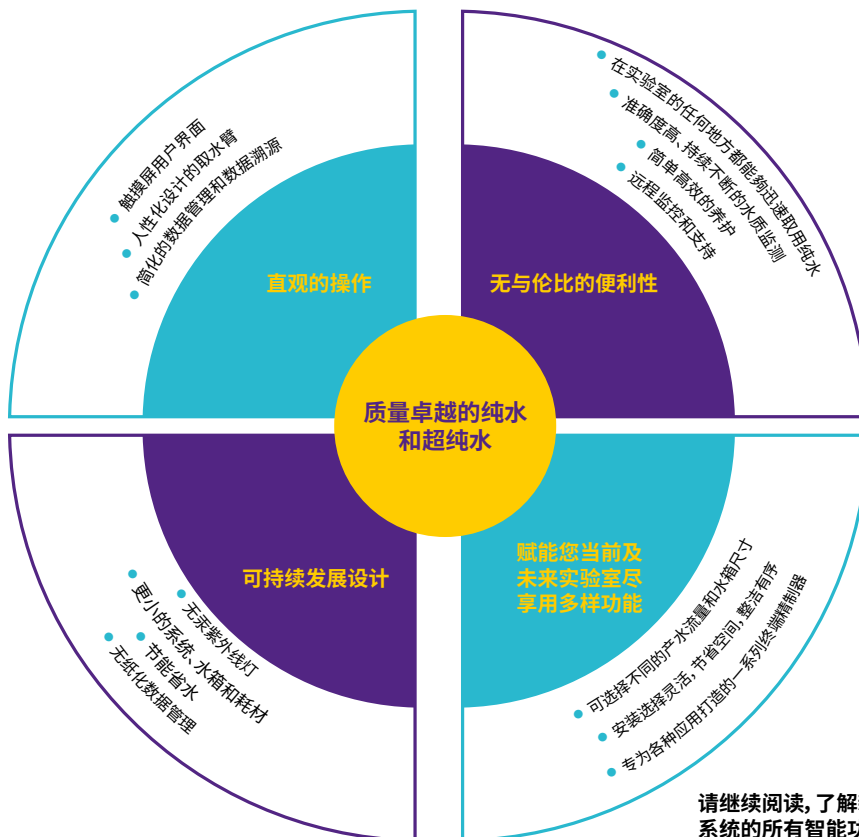 触摸屏用户界面
人性化设计的取水臂
简化的数据管理和数据溯源
直观的操作
在实验室的任何地方都能够迅速取用纯水
准确度高、持续不断的水质监测
简单高效的养护
远程监控和支持
无与伦比的便利性
质量卓越的纯水
和超纯水
可持续发展设计
无汞紫外线灯
更小的系统、水箱和耗材
节能省水
无纸化数据管理
赋能您当前及
未来实验室尽
享用多样功能
可选择不同的产水流量和水箱尺寸
安装选择灵活，节省空间，整洁有序
专为各种应用打造的一系列终端精制器
请继续阅读，了解
系统的所有智能功